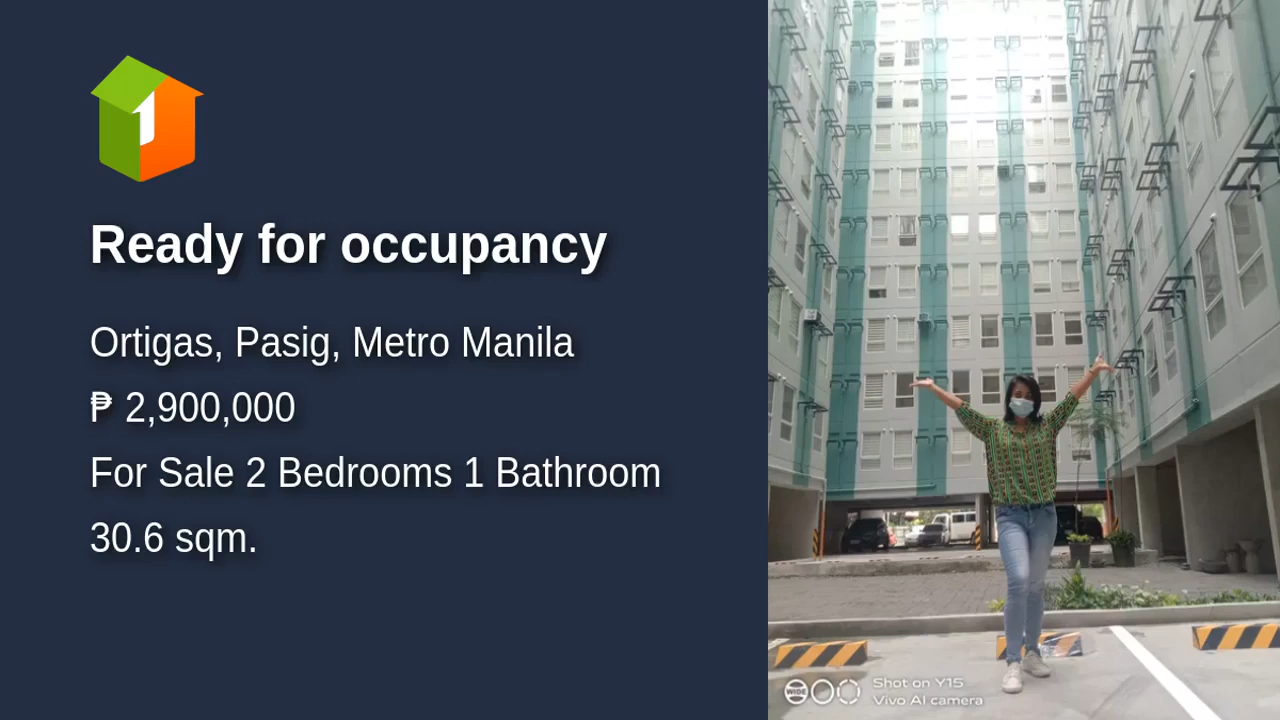 Ready for occupancy
Ortigas, Pasig, Metro Manila
₱ 2,900,000
For Sale 2 Bedrooms 1 Bathroom
30.6 sqm.
WIDE
Shot on Y15
Vivo AI camera